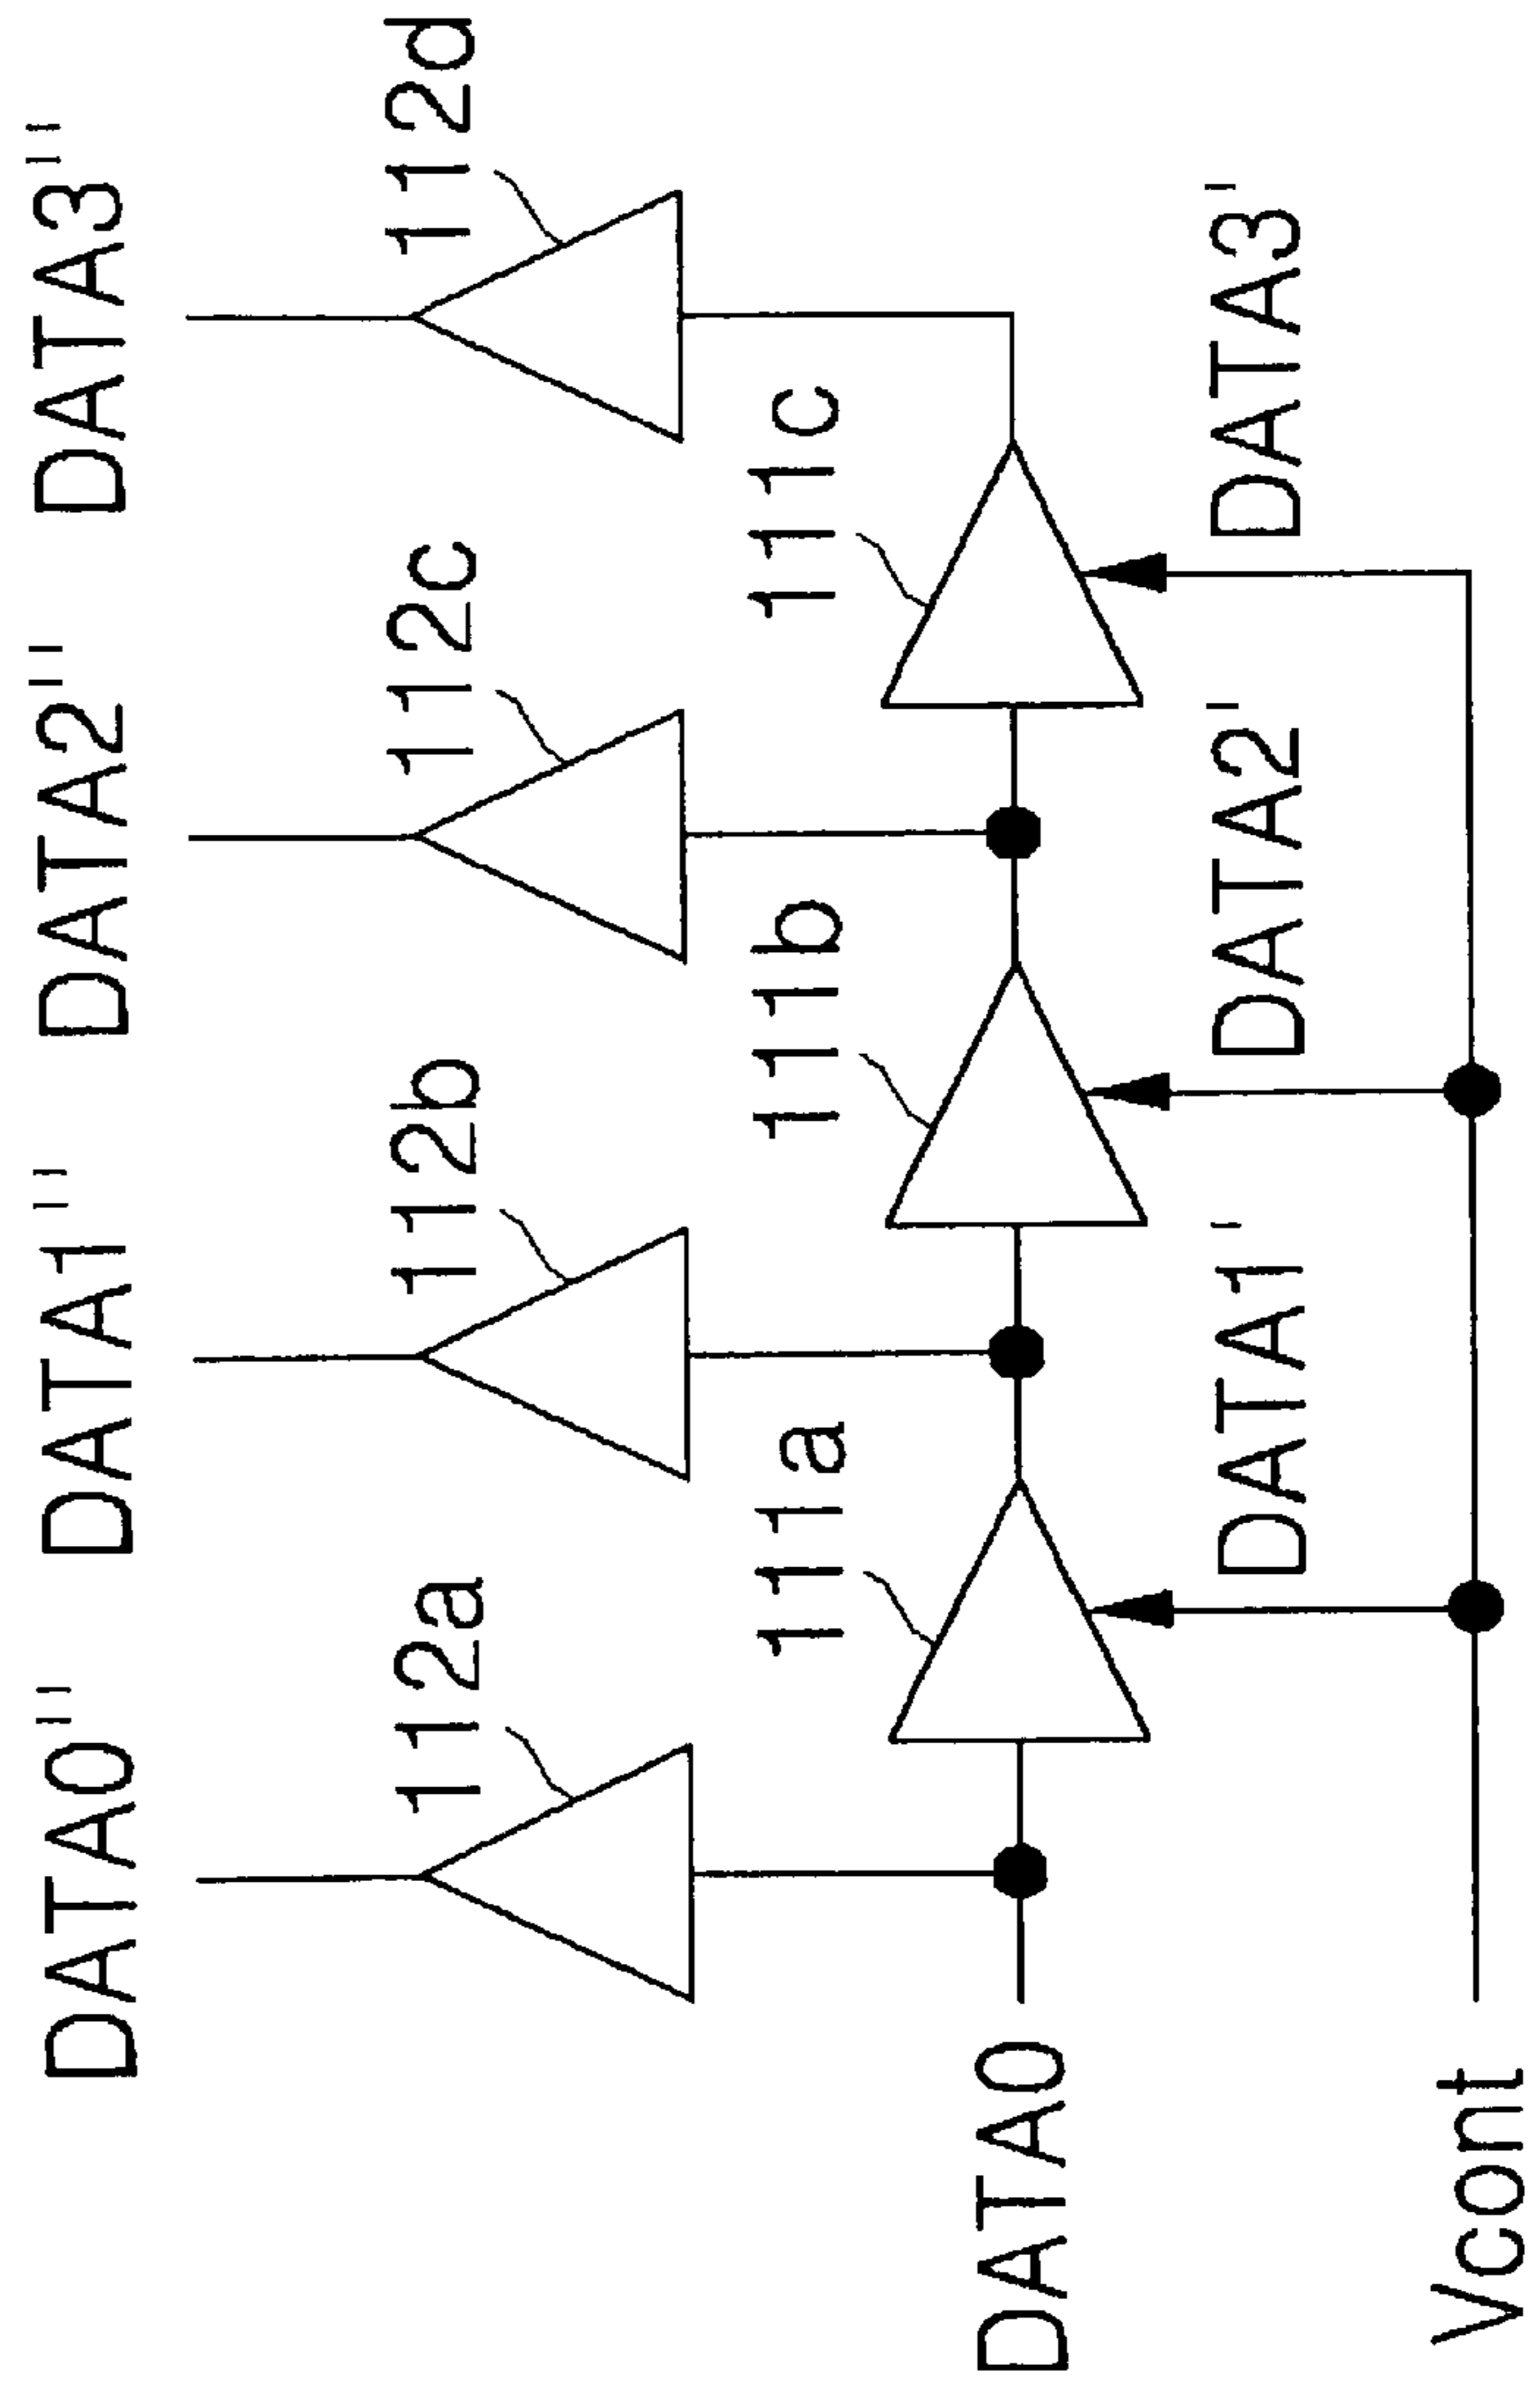 DATA0" DATA1" DATA2" DATA3"
112a 112b 112c 112d
111a 111b 111c
DATA0
DATA1' DATA2' DATA3'
Vcont